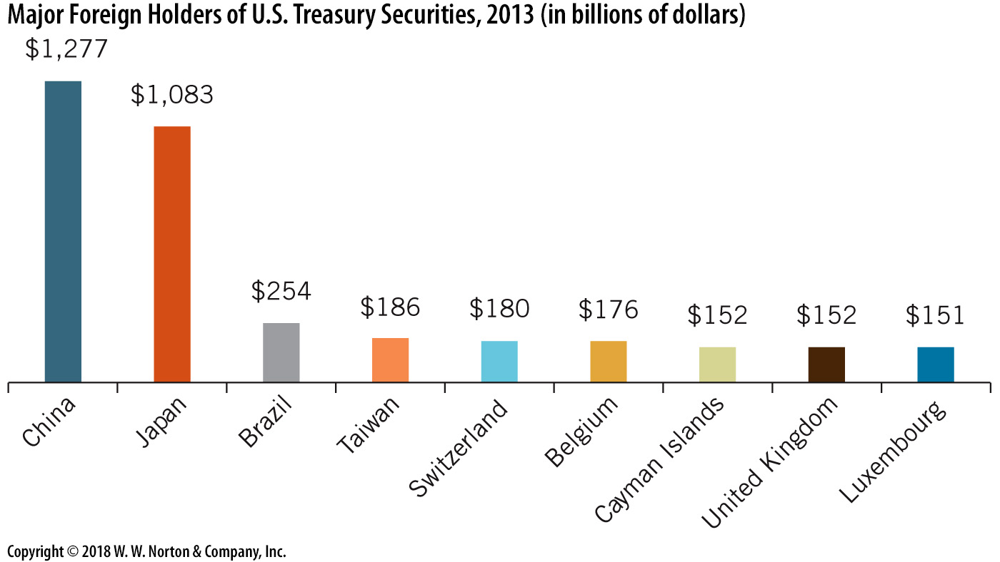 Major Foreign Holders of U.S. Treasury Securities, 2013 (in billions of dollars)
$1,277
$1,083
$254
$186
$180
$176
$152
$152
$151
China
Japan
Brazil
Taiwan
Switzerland
Belgium
Cayman Islands
United Kingdom
Luxembourg
Copyright © 2018 W. W. Norton & Company, Inc.